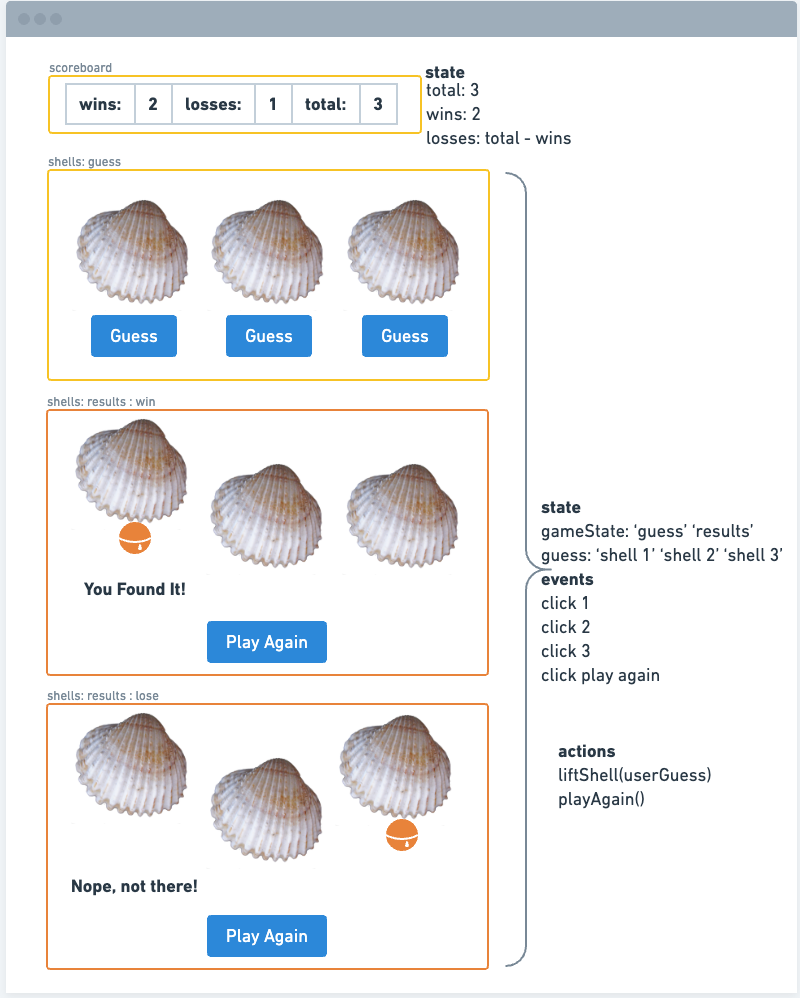 scoreboard
wins: 2 losses: 1 total: 3
state
total: 3
wins: 2
losses: total - wins
shells: guess
Guess Guess Guess
shells: results : win
You Found It!
Play Again
shells: results : lose
Nope, not there!
Play Again
state
gameState: ‘guess’ ‘results’
guess: ‘shell 1’ ‘shell 2’ ‘shell 3’
events
click 1
click 2
click 3
click play again
actions
liftShell(userGuess)
playAgain()